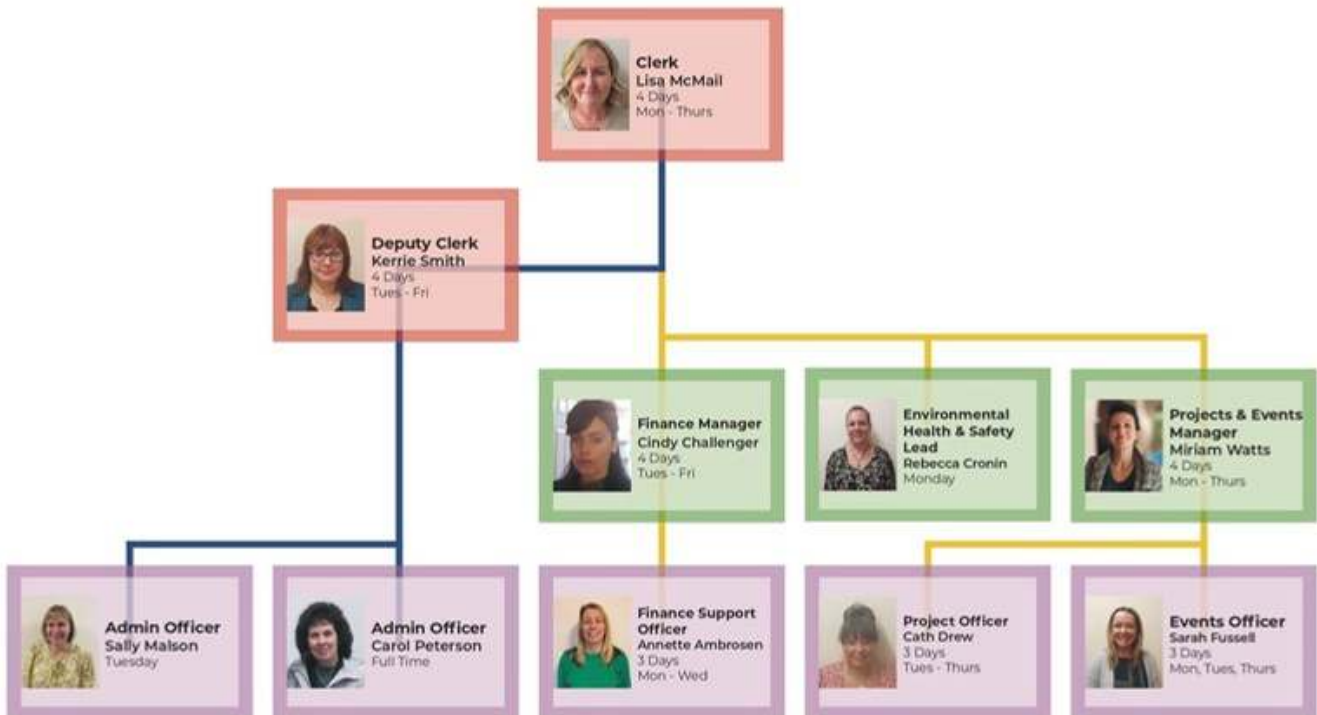 Clerk
Lisa McMail
4 Days
Mon - Thurs
Deputy Clerk
Kerrie Smith
4 Days
Tues - Fri
Finance Manager
Cindy Challenger
4 Days
Tues - Fri
Environmental
Health & Safety
Lead
Rebecca Cronin
Monday
Projects & Events
Manager
Miriam Watts
4 Days
Mon - Thurs
Admin Officer
Sally Malson
Tuesday
Admin Officer
Carol Peterson
Full Time
Finance Support
Officer
Annette Ambrosen
3 Days
Mon - Wed
Project Officer
Cath Drew
3 Days
Tues - Thurs
Events Officer
Sarah Fussell
3 Days
Mon, Tues, Thurs